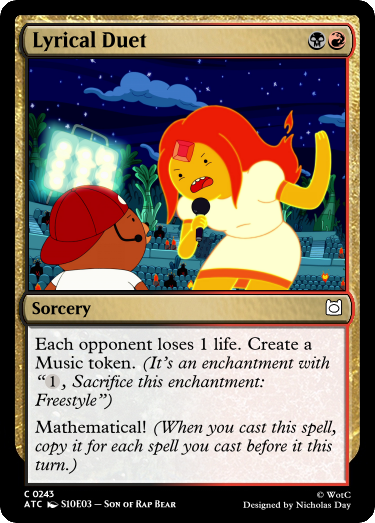 Lyrical Duet
Sorcery
Each opponent loses 1 life. Create a
Music token. (It's an enchantment with
“1, Sacrifice this enchantment:
Freestyle”)
Mathematical! (When you cast this spell,
copy it for each spell you cast before it this
turn.)
C 0243
ATC S10E03 – Son of Rap Bear
© WotC
Designed by Nicholas Day